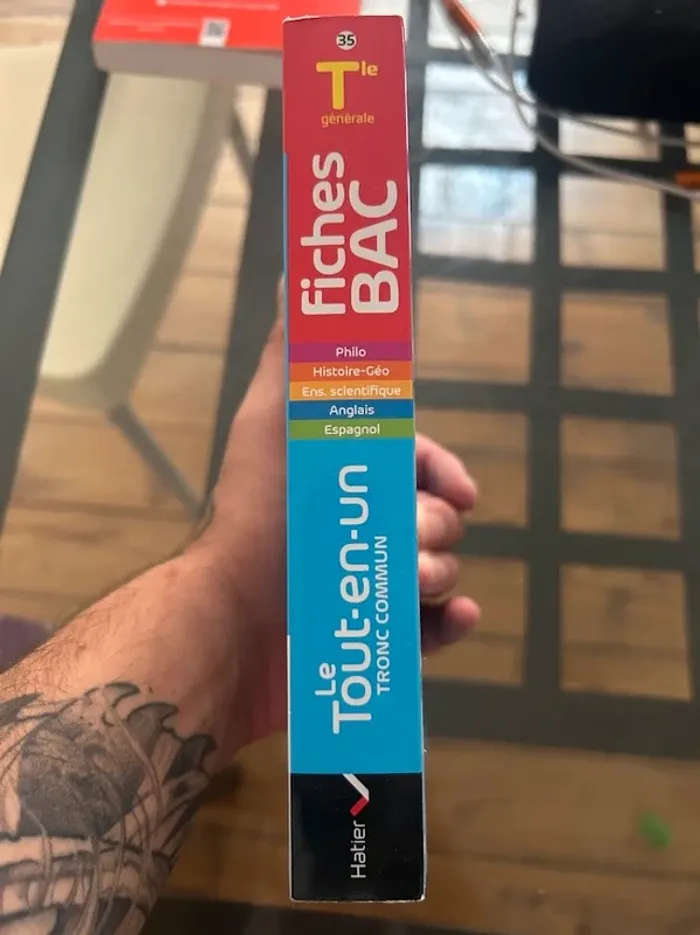 35
Tle
générale
fiches
BAC
Philo
Histoire-Géo
Ens. scientifique
Anglais
Espagnol
Le
Tout-en-un
TRONC COMMUN
Hatier